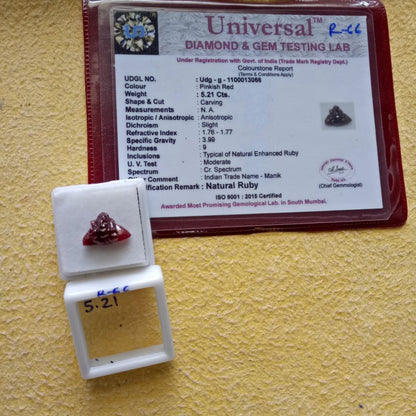 Universal™
R-66
DIAMOND & GEM TESTING LAB
Under Registration with Govt. of India (Trade Mark Registry Dept.)
Colourstone Report
(Terms & Conditions Apply)
UDGL NO. : Udg - g - 1100013066
Colour : Pinkish Red
Weight : 5.21 Cts.
Shape & Cut : Carving
Measurements : N.A.
Isotropic / Anisotropic : Anisotropic
Dichroism : Slight
Refractive Index : 1.76 - 1.77
Specific Gravity : 3.99
Hardness : 9
Inclusions : Typical of Natural Enhanced Ruby
U.V. Test : Moderate
Spectrum : Cr. Spectrum
: Indian Trade Name - Manik
ification Remark : Natural Ruby
(Chief Gemmologist)
ISO 9001 : 2015 Certified
Awarded Most Promising Gemological Lab. in South Mumbai.
R-66
5.21